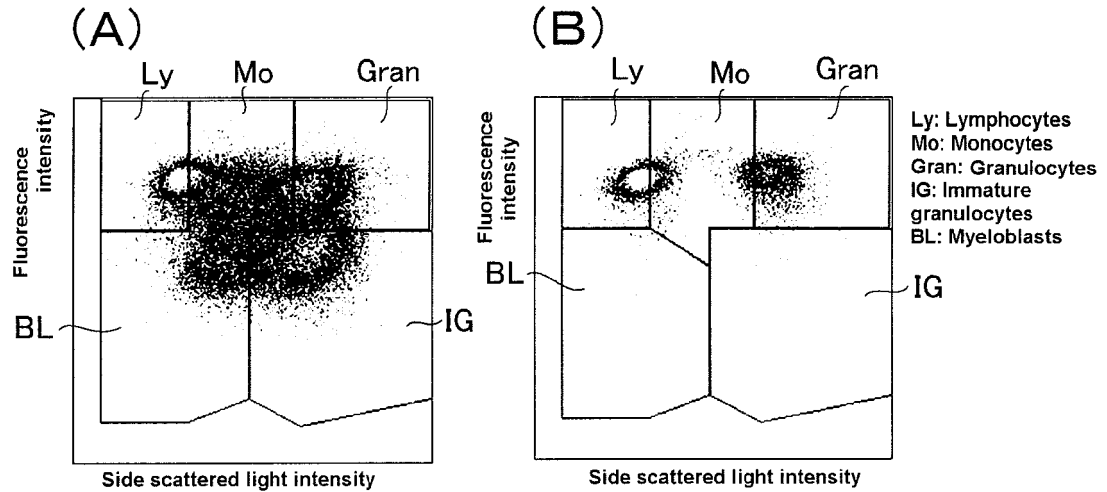 (A)
Ly Mo Gran
Fluorescence
intensity
BL
IG
Side scattered light intensity
(B)
Ly Mo Gran
Fluorescence
intensity
BL
IG
Side scattered light intensity
Ly: Lymphocytes
Mo: Monocytes
Gran: Granulocytes
IG: Immature
granulocytes
BL: Myeloblasts